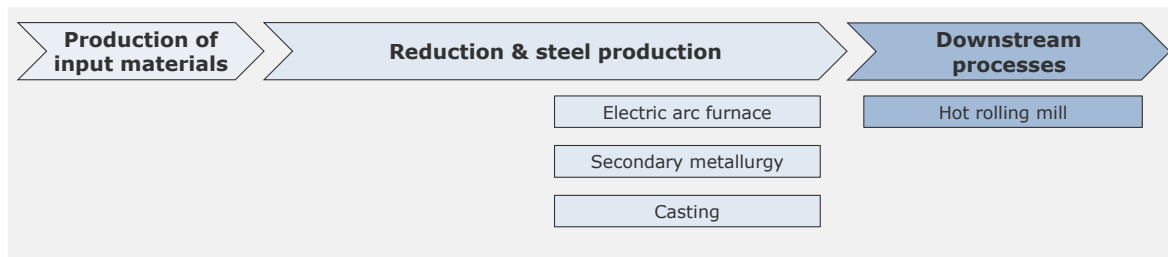 Production of
input materials
Reduction & steel production
Downstream
processes
Electric arc furnace
Hot rolling mill
Secondary metallurgy
Casting